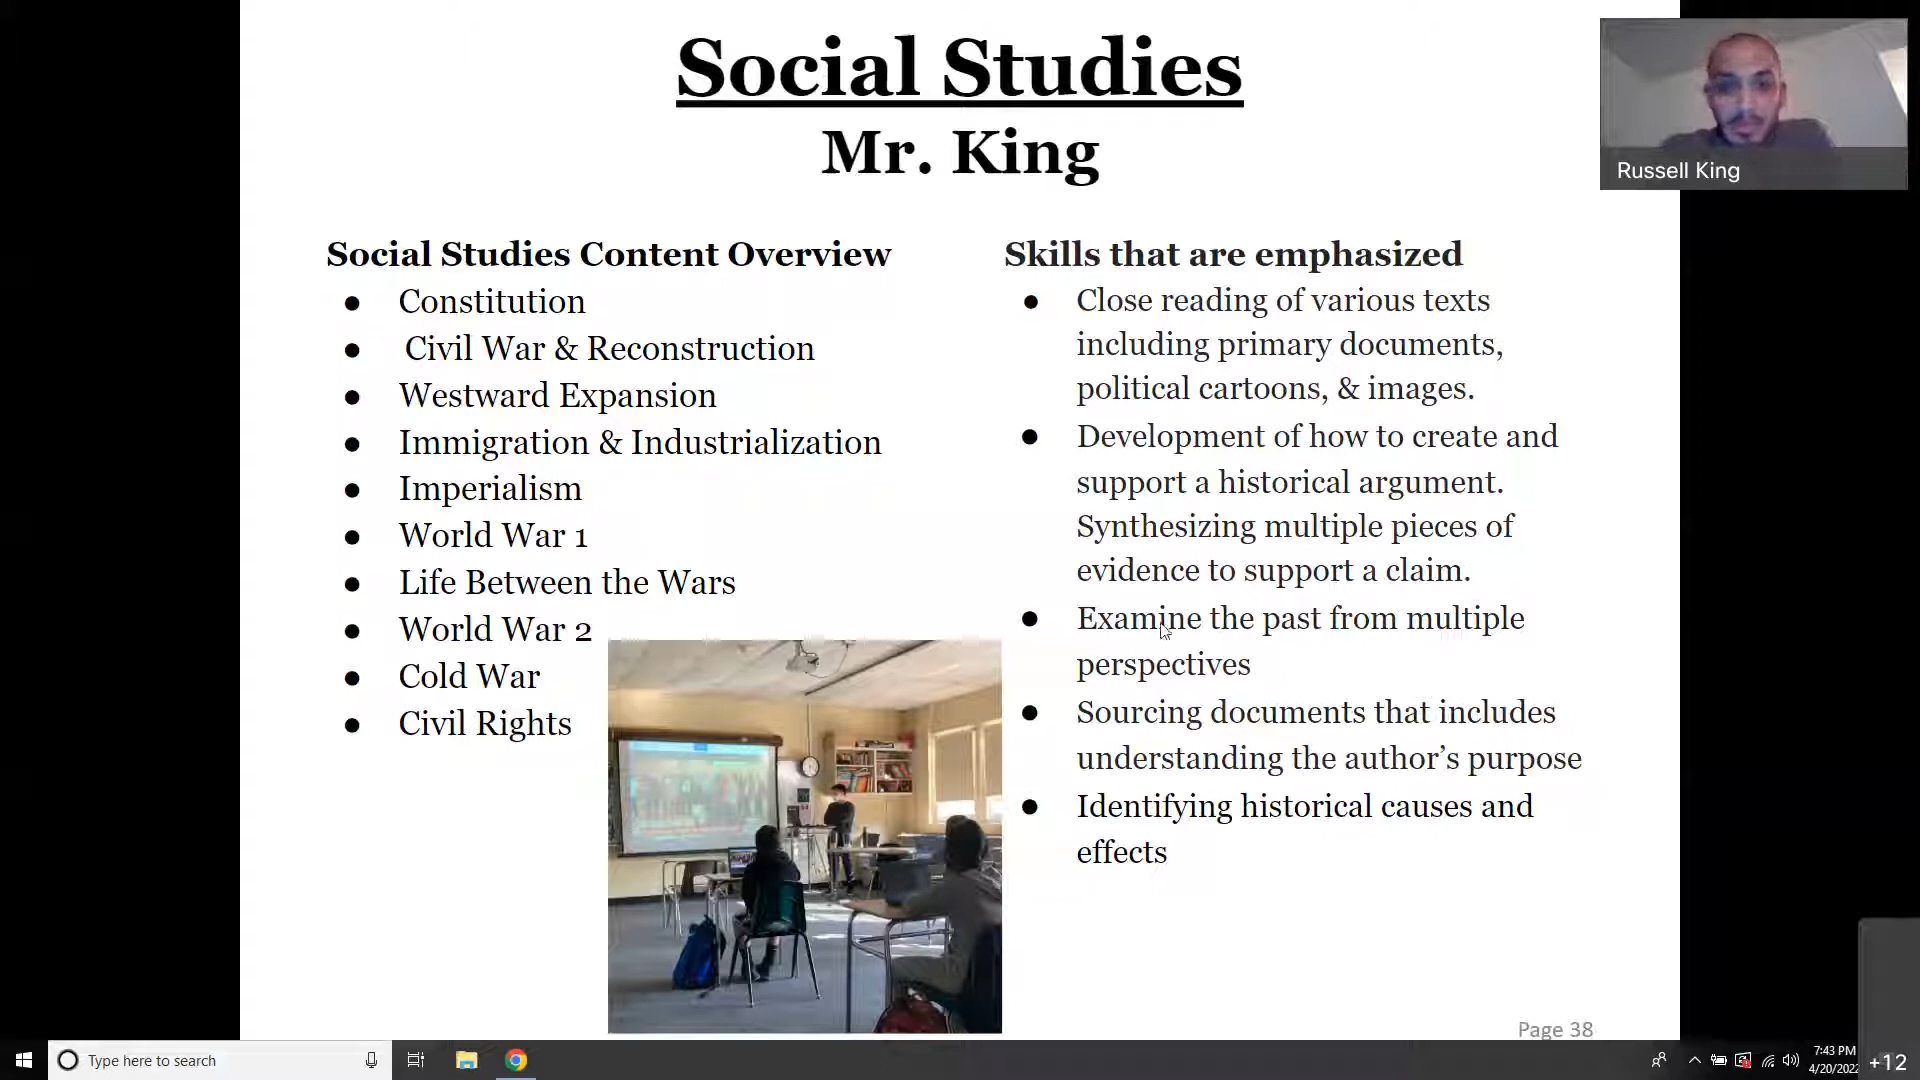 Social Studies
Mr. King
Russell King
Social Studies Content Overview
● Constitution
● Civil War & Reconstruction
● Westward Expansion
● Immigration & Industrialization
● Imperialism
● World War 1
● Life Between the Wars
● World War 2
● Cold War
● Civil Rights
Skills that are emphasized
● Close reading of various texts
including primary documents,
political cartoons, & images.
● Development of how to create and
support a historical argument.
Synthesizing multiple pieces of
evidence to support a claim.
● Examine the past from multiple
perspectives
● Sourcing documents that includes
understanding the author’s purpose
● Identifying historical causes and
effects
Page 38
Type here to search
7:43 PM
+12